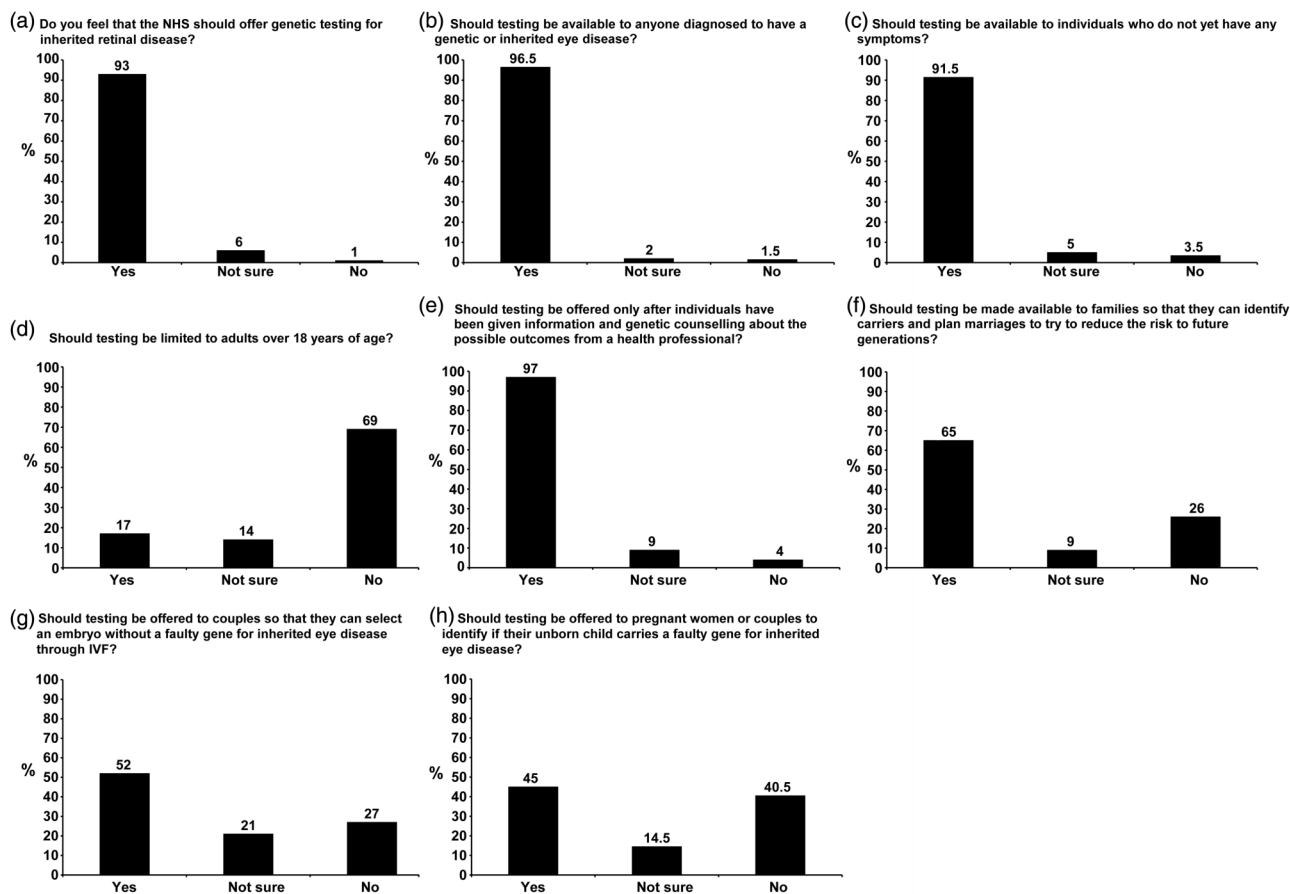 (a) Do you feel that the NHS should offer genetic testing for
inherited retinal disease?
100
90
80
70
60
50
40
30
20
10
0
%
93
6
1
Yes
Not sure
No
(b) Should testing be available to anyone diagnosed to have a
genetic or inherited eye disease?
100
90
80
70
60
50
40
30
20
10
0
%
96.5
2
1.5
Yes
Not sure
No
(c) Should testing be available to individuals who do not yet have any
symptoms?
100
90
80
70
60
50
40
30
20
10
0
%
91.5
5
3.5
Yes
Not sure
No
(d) Should testing be limited to adults over 18 years of age?
100
90
80
70
60
50
40
30
20
10
0
%
17
14
69
Yes
Not sure
No
(e) Should testing be offered only after individuals have
been given information and genetic counselling about the
possible outcomes from a health professional?
100
90
80
70
60
50
40
30
20
10
0
%
97
9
4
Yes
Not sure
No
(f) Should testing be made available to families so that they can identify
carriers and plan marriages to try to reduce the risk to future
generations?
100
90
80
70
60
50
40
30
20
10
0
%
65
9
26
Yes
Not sure
No
(g) Should testing be offered to couples so that they can select
an embryo without a faulty gene for inherited eye disease
through IVF?
100
90
80
70
60
50
40
30
20
10
0
%
52
21
27
Yes
Not sure
No
(h) Should testing be offered to pregnant women or couples to
identify if their unborn child carries a faulty gene for inherited
eye disease?
100
90
80
70
60
50
40
30
20
10
0
%
45
14.5
40.5
Yes
Not sure
No